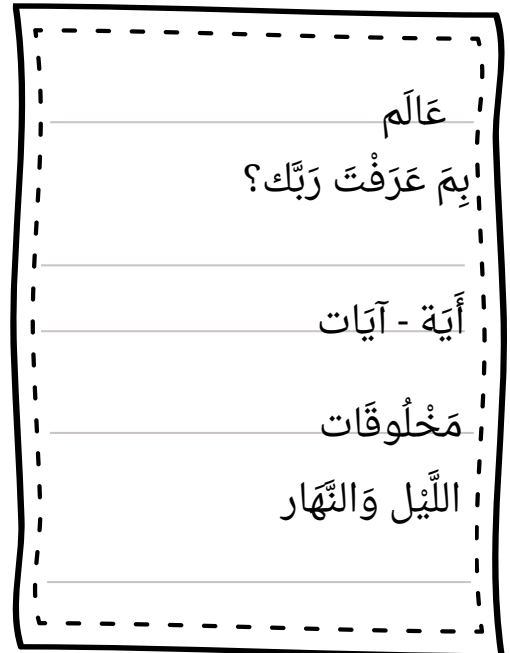 عَالَم
بِمَ عَرَفْتَ رَبَّك؟
أَيَة - آيَات
مَخْلُوقَات
اللَّيْل وَالنَّهَار